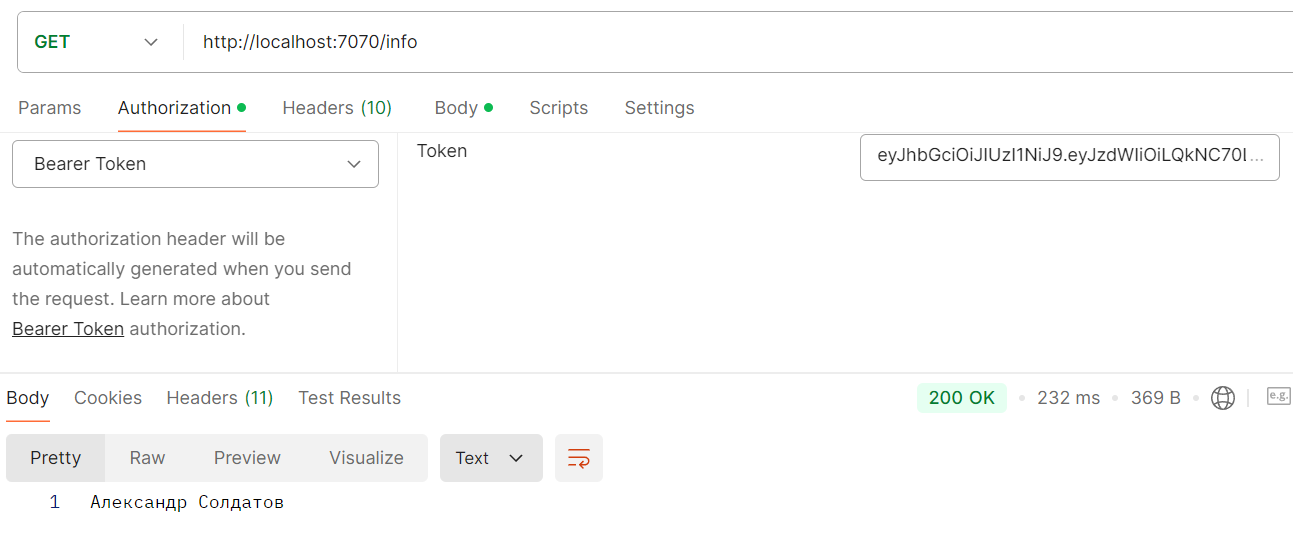 GET http://localhost:7070/info
Params Authorization Headers (10) Body Scripts Settings
Bearer Token
Token
eyJhbGciOiJIUzI1NiJ9.eyJzdWIiOiLQkNC70L...
The authorization header will be
automatically generated when you send
the request. Learn more about
Bearer Token authorization.
Body Cookies Headers (11) Test Results
200 OK 232 ms 369 B e.g.
Pretty Raw Preview Visualize Text
1 Александр Солдатов